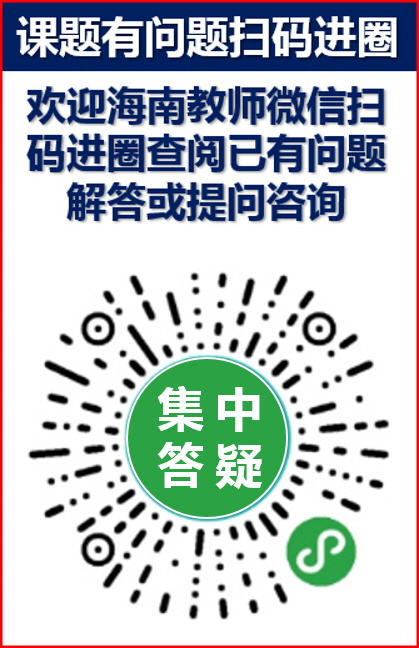 课题有问题扫码进圈
欢迎海南教师微信扫
码进圈查阅已有问题
解答或提问咨询
集中
答疑